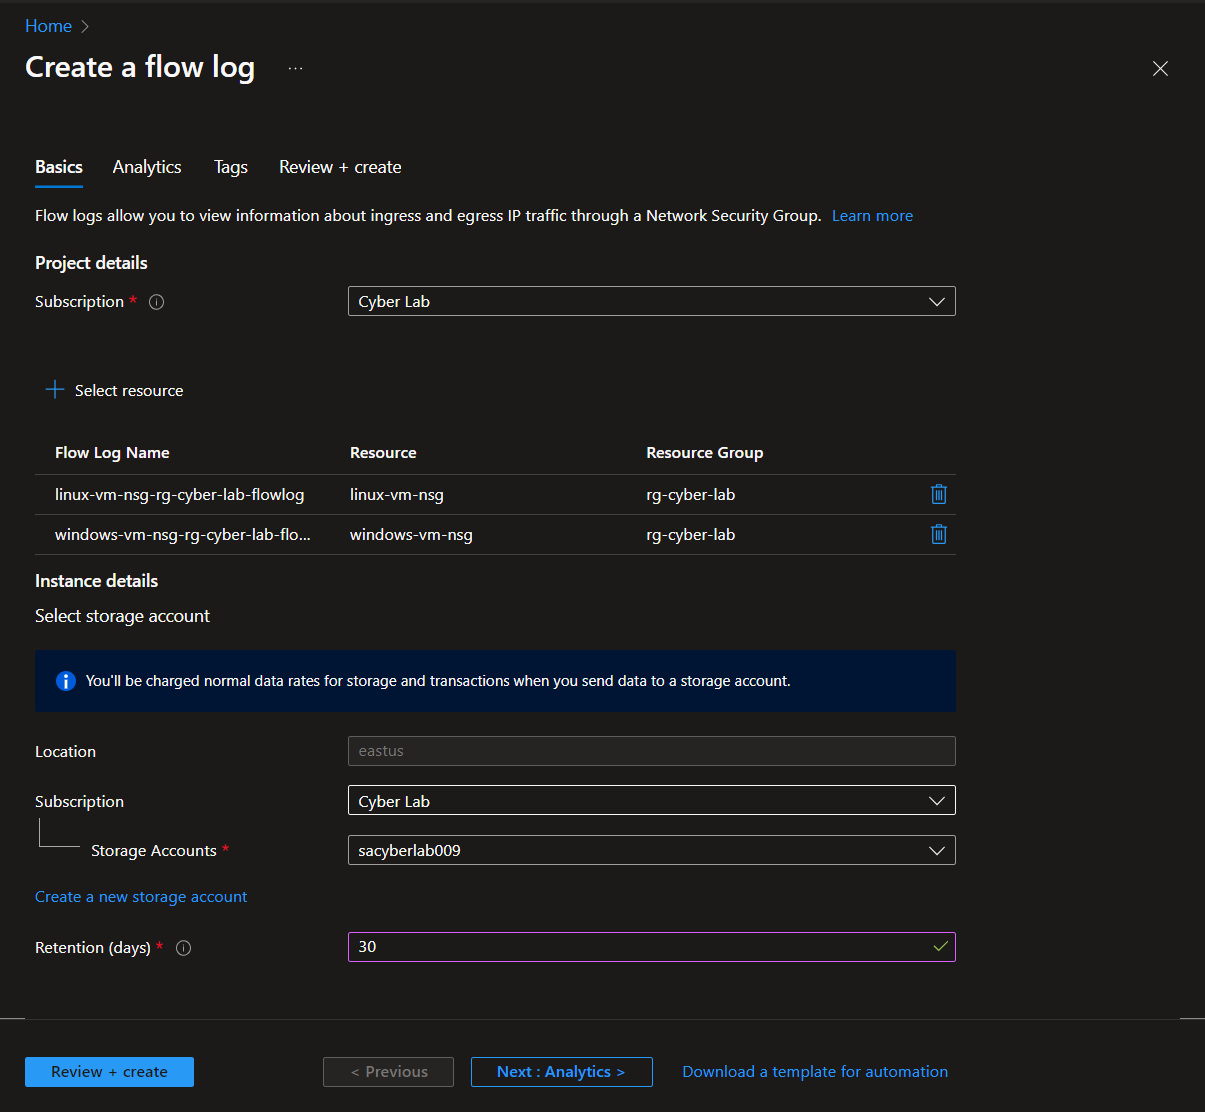 Home
Create a flow log ...
Basics Analytics Tags Review + create
Flow logs allow you to view information about ingress and egress IP traffic through a Network Security Group. Learn more
Project details
Subscription * Cyber Lab
Select resource
Flow Log Name Resource Resource Group
linux-vm-nsg-rg-cyber-lab-flowlog linux-vm-nsg rg-cyber-lab
windows-vm-nsg-rg-cyber-lab-flo... windows-vm-nsg rg-cyber-lab
Instance details
Select storage account
You'll be charged normal data rates for storage and transactions when you send data to a storage account.
Location eastus
Subscription Cyber Lab
Storage Accounts * sacyberlab009
Create a new storage account
Retention (days) * 30
Review + create < Previous Next : Analytics > Download a template for automation